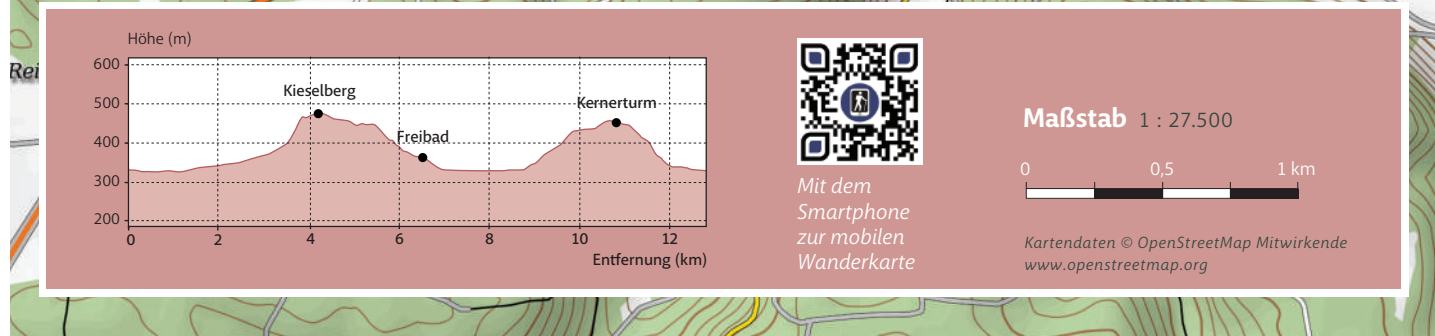 Rei
Höhe (m)
600
500
400
300
200
Kieselberg
Freibad
Kernerturm
0 2 4 6 8 10 12
Entfernung (km)
Mit dem
Smartphone
zur mobilen
Wanderkarte
Maßstab 1 : 27.500
0 0,5 1 km
Kartendaten © OpenStreetMap Mitwirkende
www.openstreetmap.org